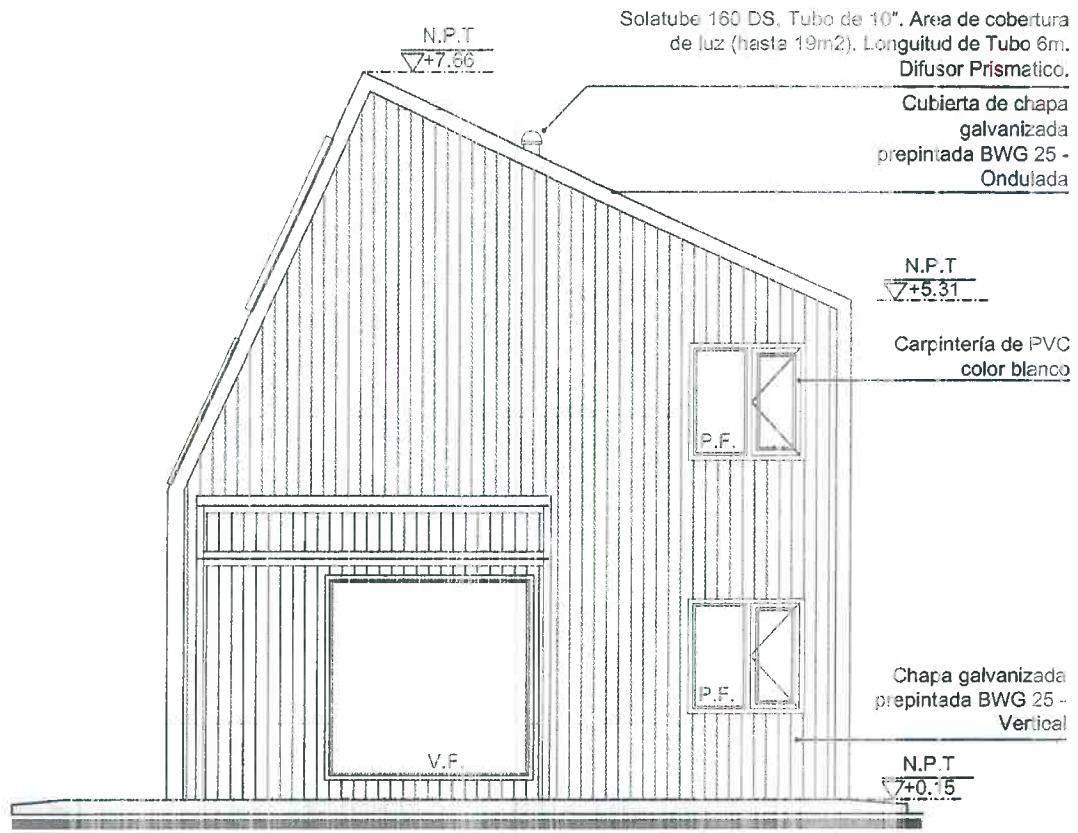 Solatube 160 DS. Tubo de 10". Area de cobertura
de luz (hasta 19m2). Longuitud de Tubo 6m.
Difusor Prismatico.
N.P.T
+7.66
Cubierta de chapa
galvanizada
prepintada BWG 25 -
Ondulada
N.P.T
+5.31
Carpintería de PVC
color blanco
P.F.
P.F.
Chapa galvanizada
prepintada BWG 25 -
Vertical
V.F.
N.P.T
+0.15